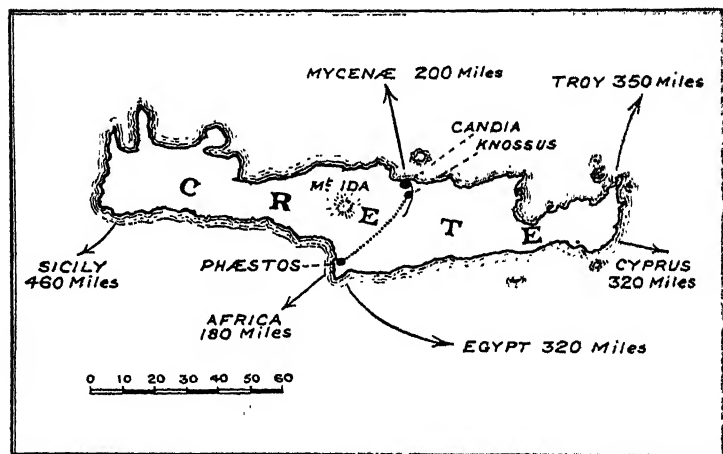 MYCENÆ 200 Miles
TROY 350 Miles
CANDIA
KNOSSUS
CRETE
Mt. IDA
SICILY
460 Miles
PHÆSTOS
CYPRUS
320 Miles
AFRICA
180 Miles
EGYPT 320 Miles
0 10 20 30 40 50 60